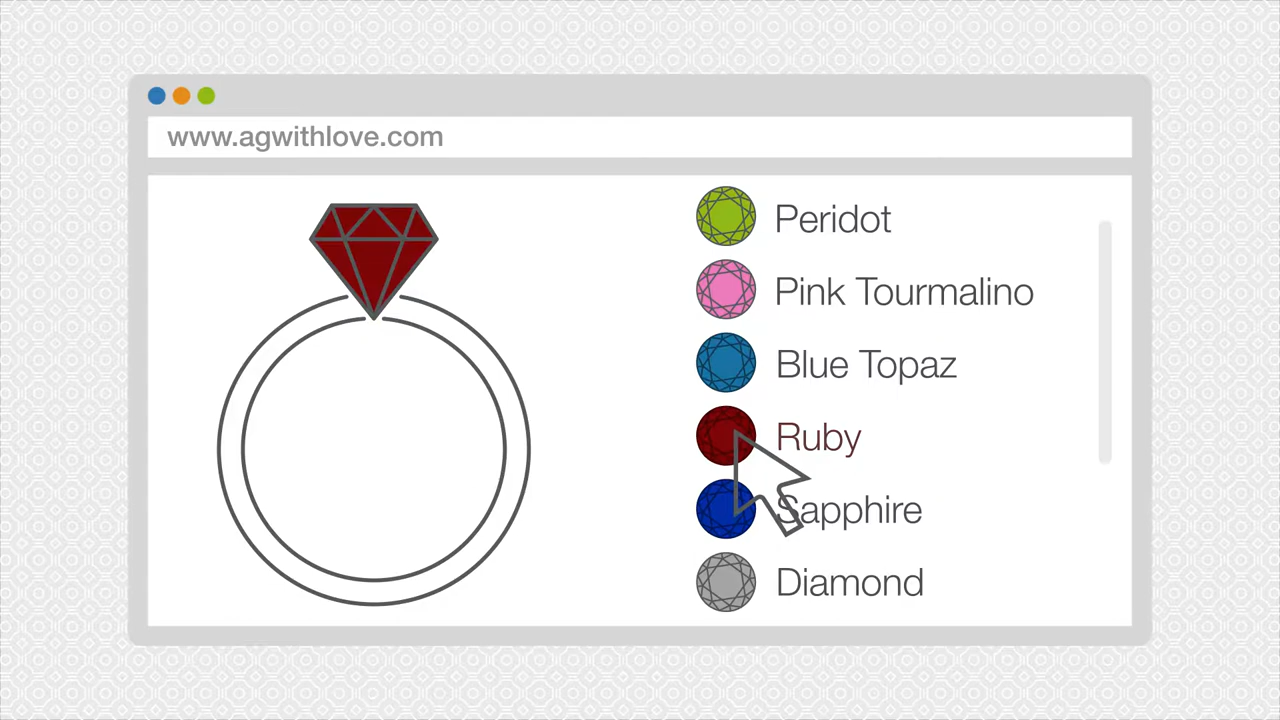 www.agwithlove.com
Peridot
Pink Tourmalino
Blue Topaz
Ruby
Sapphire
Diamond